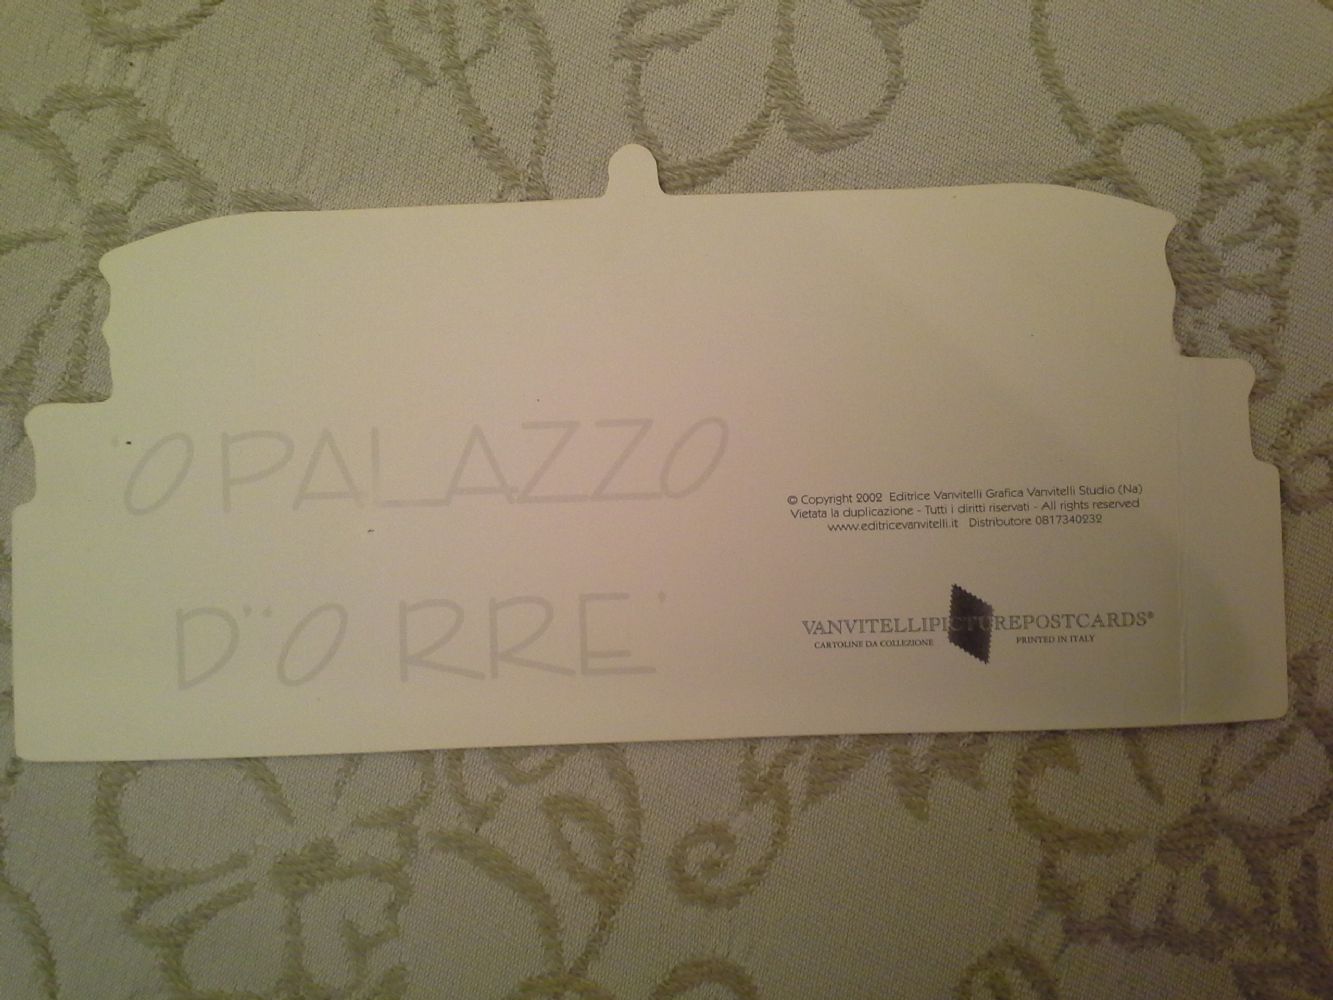 'O PALAZZO
D''O RRE'
© Copyright 2002 Editrice Vanvitelli Grafica Vanvitelli Studio (Na)
Vietata la duplicazione - Tutti i diritti riservati - All rights reserved
www.editricevanvitelli.it Distributore 0817340232
VANVITELLIPICTUREPOSTCARDS®
CARTOLINE DA COLLEZIONE PRINTED IN ITALY